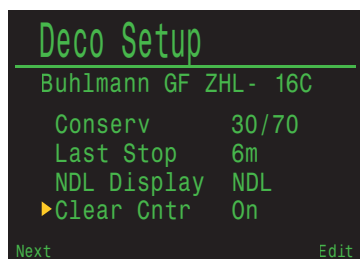 Deco Setup
Buhlmann GF ZHL- 16C
Conserv 30/70
Last Stop 6m
NDL Display NDL
Clear Cntr On
Next Edit